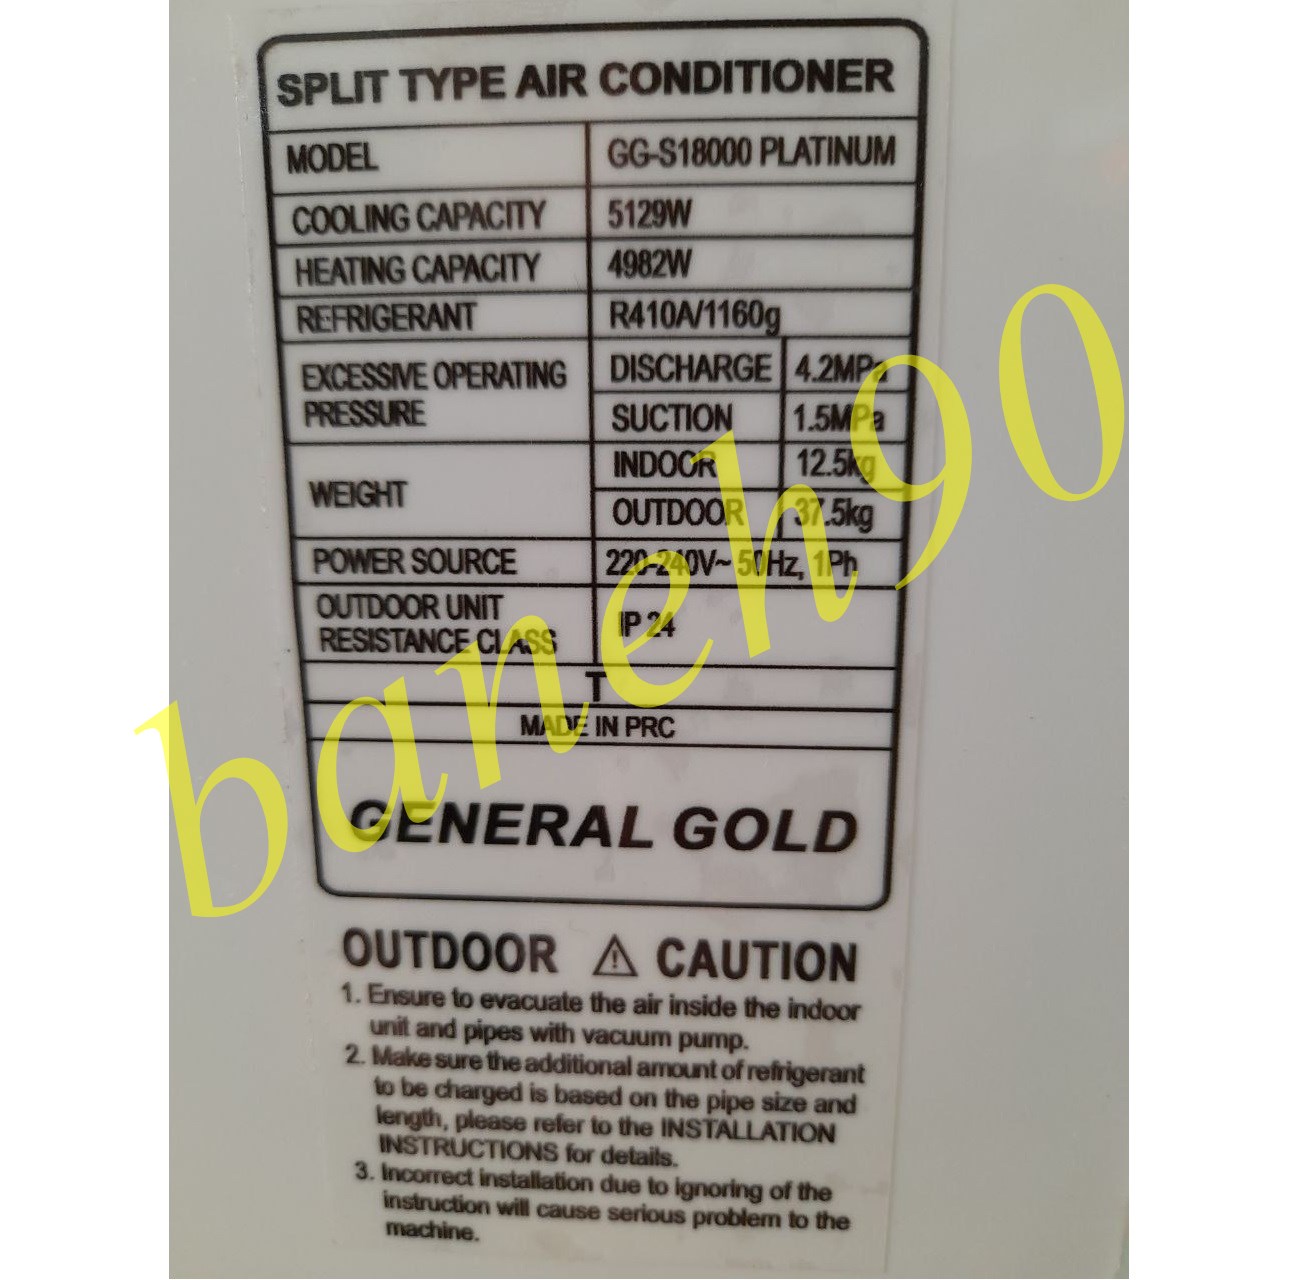 SPLIT TYPE AIR CONDITIONER
MODEL GG-S18000 PLATINUM
COOLING CAPACITY 5129W
HEATING CAPACITY 4982W
REFRIGERANT R410A/1160g
EXCESSIVE OPERATING PRESSURE DISCHARGE 4.2MPa
SUCTION 1.5MPa
WEIGHT INDOOR 12.5kg
OUTDOOR 37.5kg
POWER SOURCE 220-240V~ 50Hz, 1Ph
OUTDOOR UNIT
RESISTANCE CLASS IP 24
T
MADE IN PRC
GENERAL GOLD
OUTDOOR ⚠ CAUTION
1. Ensure to evacuate the air inside the indoor
unit and pipes with vacuum pump.
2. Make sure the additional amount of refrigerant
to be charged is based on the pipe size and
length, please refer to the INSTALLATION
INSTRUCTIONS for details.
3. Incorrect installation due to ignoring of the
instruction will cause serious problem to the
machine.
baneh90